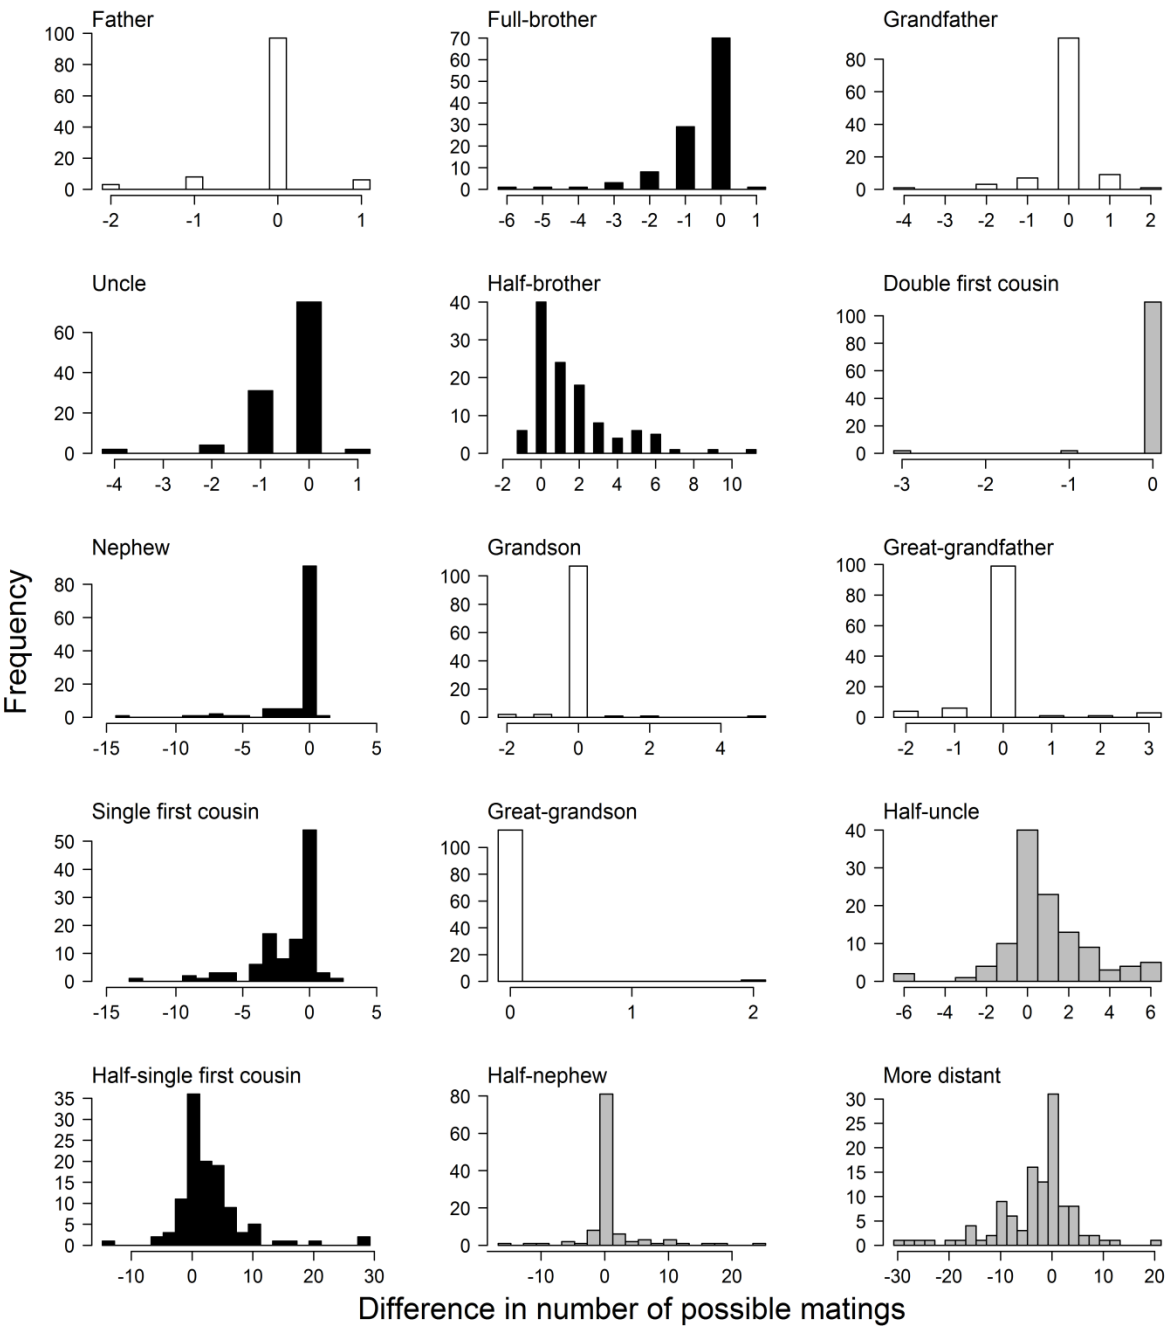 Father
100
80
60
40
20
0
-2 -1 0 1
Full-brother
70
60
50
40
30
20
10
0
-6 -5 -4 -3 -2 -1 0 1
Grandfather
80
60
40
20
0
-4 -2 -1 0 1 2
Uncle
60
40
20
0
-4 -3 -2 -1 0 1
Half-brother
40
30
20
10
0
-2 0 2 4 6 8 10
Double first cousin
100
80
60
40
20
0
-3 -2 -1 0
Nephew
80
60
40
20
0
-15 -10 -5 0 5
Grandson
100
80
60
40
20
0
-2 0 2 4
Great-grandfather
100
80
60
40
20
0
-2 -1 0 1 2 3
Single first cousin
50
40
30
20
10
0
-15 -10 -5 0 5
Great-grandson
100
80
60
40
20
0
0 1 2
Half-uncle
40
30
20
10
0
-6 -4 -2 0 2 4 6
Half-single first cousin
35
30
25
20
15
10
5
0
-10 0 10 20 30
Half-nephew
80
60
40
20
0
-10 0 10 20
More distant
30
25
20
15
10
5
0
-30 -20 -10 0 10 20
Frequency
Difference in number of possible matings